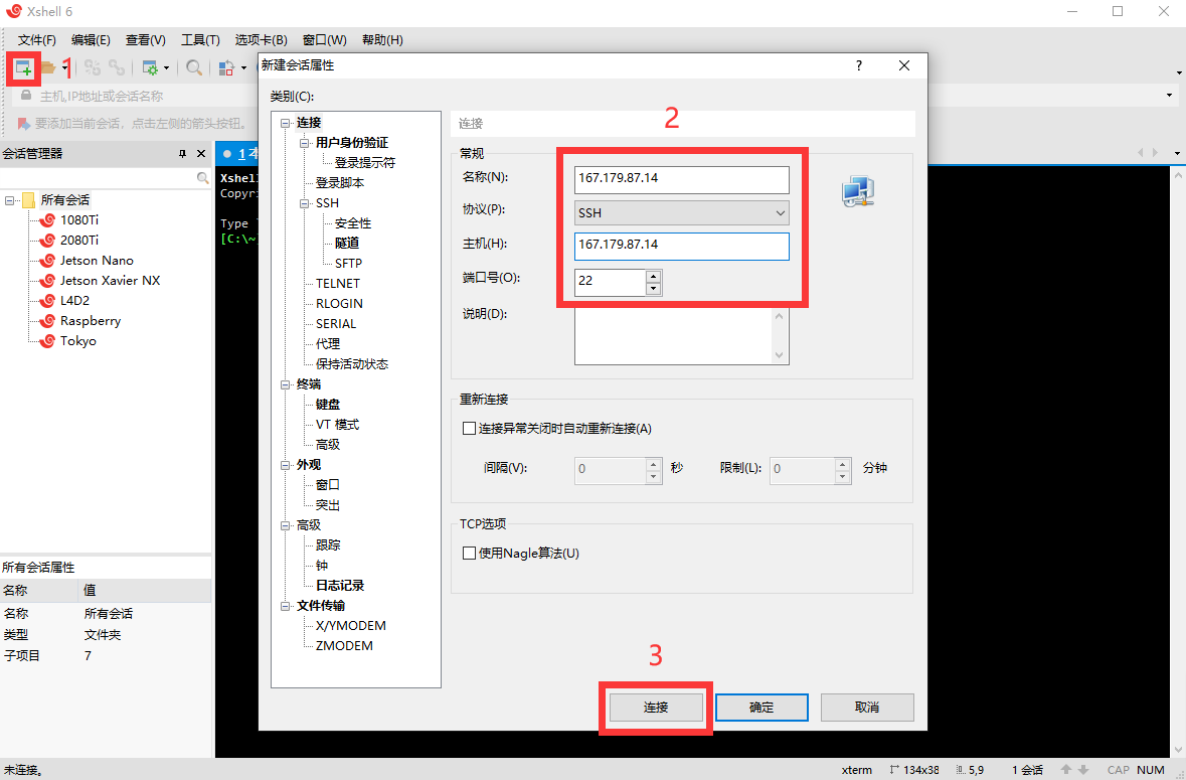 Xshell 6
文件(F) 编辑(E) 查看(V) 工具(T) 选项卡(B) 窗口(W) 帮助(H)
1
主机,IP地址或会话名称
要添加当前会话，点击左侧的箭头按钮。
会话管理器
所有会话
1080Ti
2080Ti
Jetson Nano
Jetson Xavier NX
L4D2
Raspberry
Tokyo
所有会话属性
名称 值
名称 所有会话
类型 文件夹
子项目 7
1
Xshell
Type
[C:\~
新建会话属性 ?
类别(C):
连接
用户身份验证
登录提示符
登录脚本
SSH
安全性
隧道
SFTP
TELNET
RLOGIN
SERIAL
代理
保持活动状态
终端
键盘
VT 模式
高级
外观
窗口
突出
高级
跟踪
钟
日志记录
文件传输
X/YMODEM
ZMODEM
连接
2
常规
名称(N): 167.179.87.14
协议(P): SSH
主机(H): 167.179.87.14
端口号(O): 22
说明(D):
重新连接
连接异常关闭时自动重新连接(A)
间隔(V): 0 秒 限制(L): 0 分钟
TCP选项
使用Nagle算法(U)
3
连接 确定 取消
未连接。 xterm 134x38 5,9 1 会话 CAP NUM